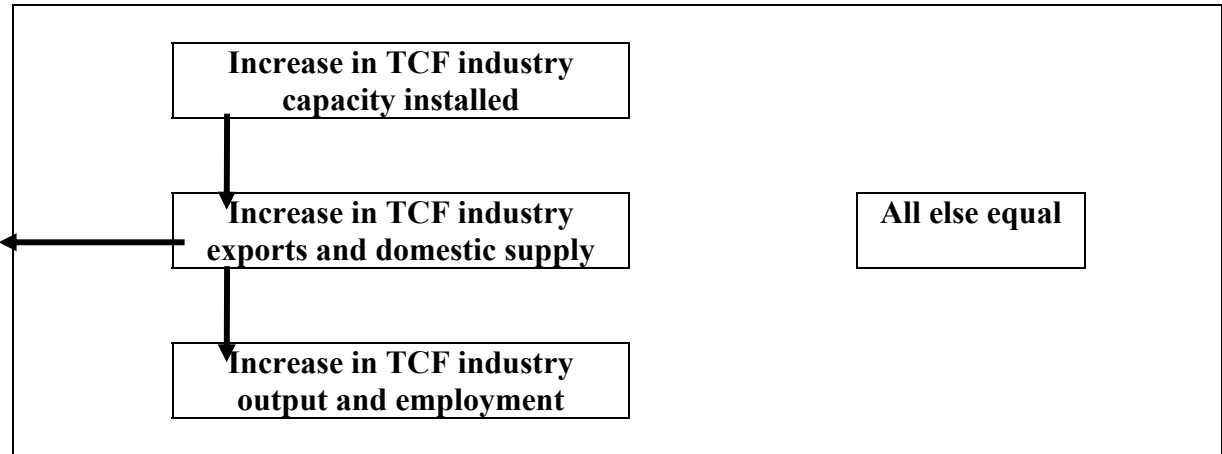 Increase in TCF industry
capacity installed
Increase in TCF industry
exports and domestic supply
All else equal
Increase in TCF industry
output and employment